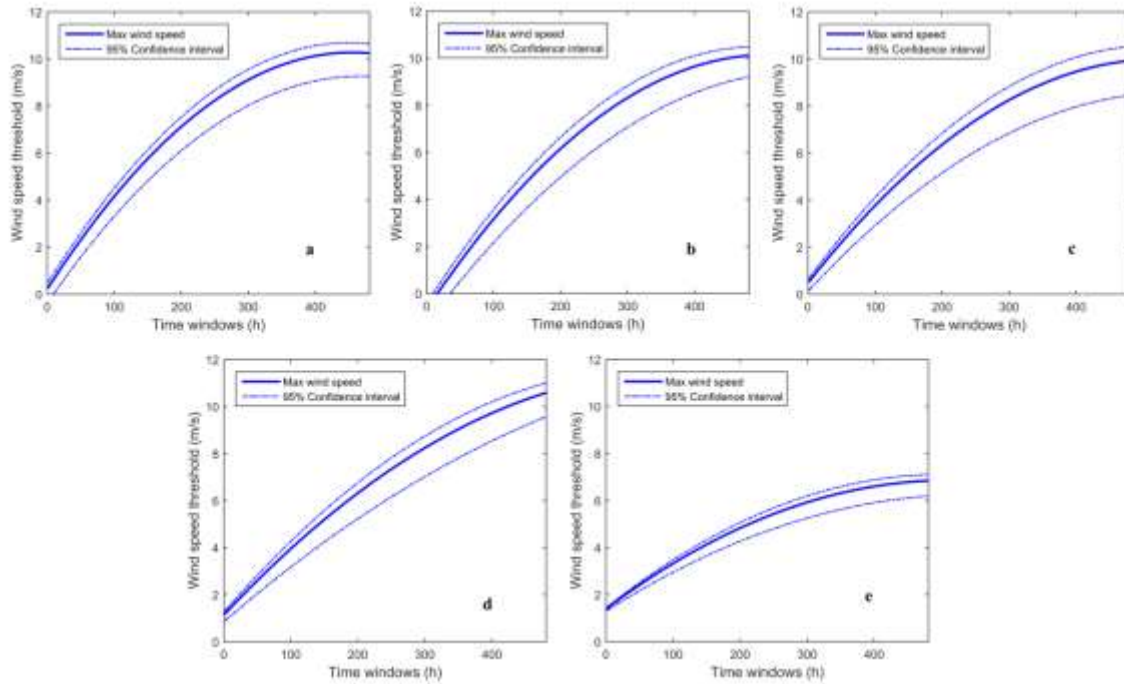 12
10
8
6
4
2
0
Wind speed threshold (m/s)
Max wind speed
95% Confidence interval
a
0 100 200 300 400
Time windows (h)
12
10
8
6
4
2
0
Wind speed threshold (m/s)
Max wind speed
95% Confidence interval
b
0 100 200 300 400
Time windows (h)
12
10
8
6
4
2
0
Wind speed threshold (m/s)
Max wind speed
95% Confidence interval
c
0 100 200 300 400
Time windows (h)
12
10
8
6
4
2
0
Wind speed threshold (m/s)
Max wind speed
95% Confidence interval
d
0 100 200 300 400
Time windows (h)
12
10
8
6
4
2
0
Wind speed threshold (m/s)
Max wind speed
95% Confidence interval
e
0 100 200 300 400
Time windows (h)